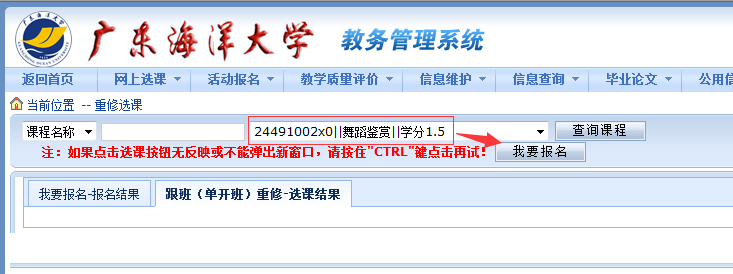 广东海洋大学 教务管理系统
返回首页 网上选课 活动报名 教学质量评价 信息维护 信息查询 毕业论文 公用信
当前位置 -- 重修选课
课程名称 24491002x0||舞蹈鉴赏||学分1.5 查询课程
注：如果点击选课按钮无反映或不能弹出新窗口，请按住"CTRL"键点击再试！ 我要报名
我要报名-报名结果 跟班（单开班）重修-选课结果